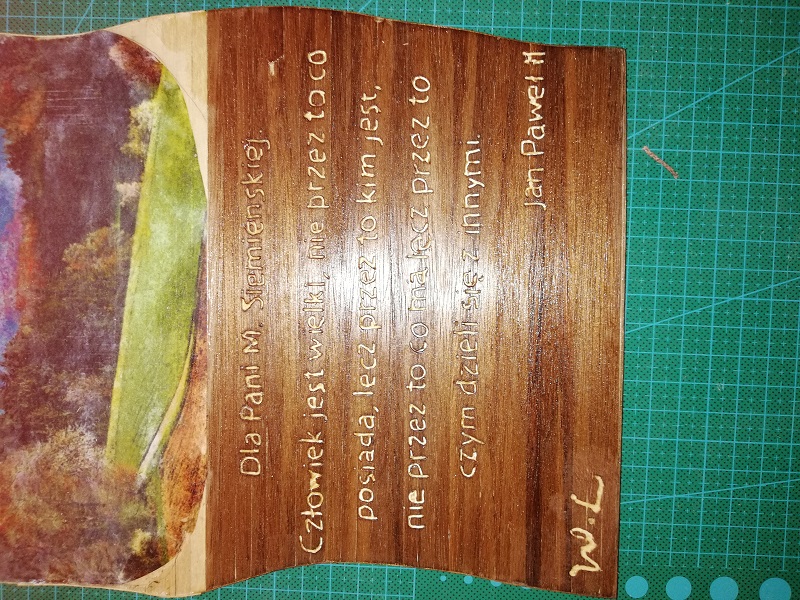 Dla Pani M. Siemieńskiej.
Człowiek jest wielki, nie przez to co
posiada, lecz przez to kim jest,
nie przez to co ma lecz przez to
czym dzieli się z innymi.
Jan Paweł II
W.L